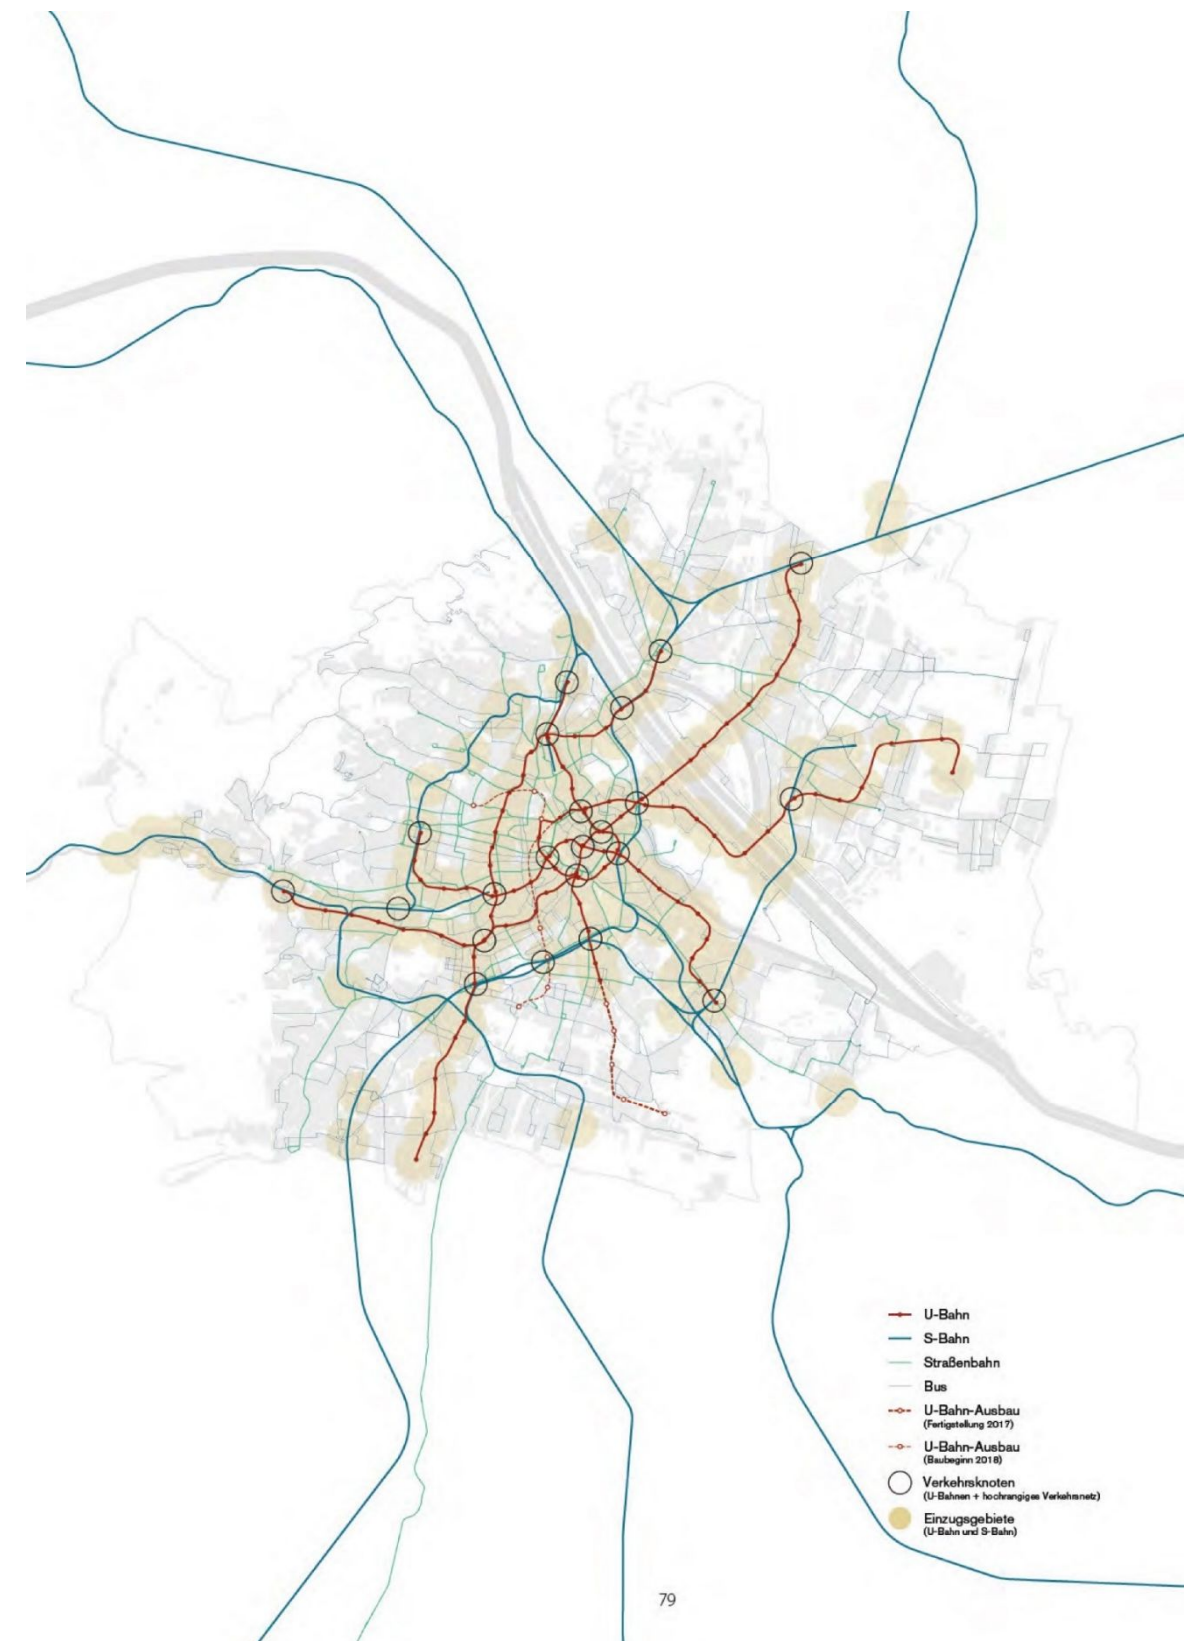 U-Bahn
S-Bahn
Straßenbahn
Bus
U-Bahn-Ausbau
(Fertigstellung 2017)
U-Bahn-Ausbau
(Baubeginn 2018)
Verkehrsknoten
(U-Bahnen + hochrangiges Verkehrsnetz)
Einzugsgebiete
(U-Bahn und S-Bahn)
79